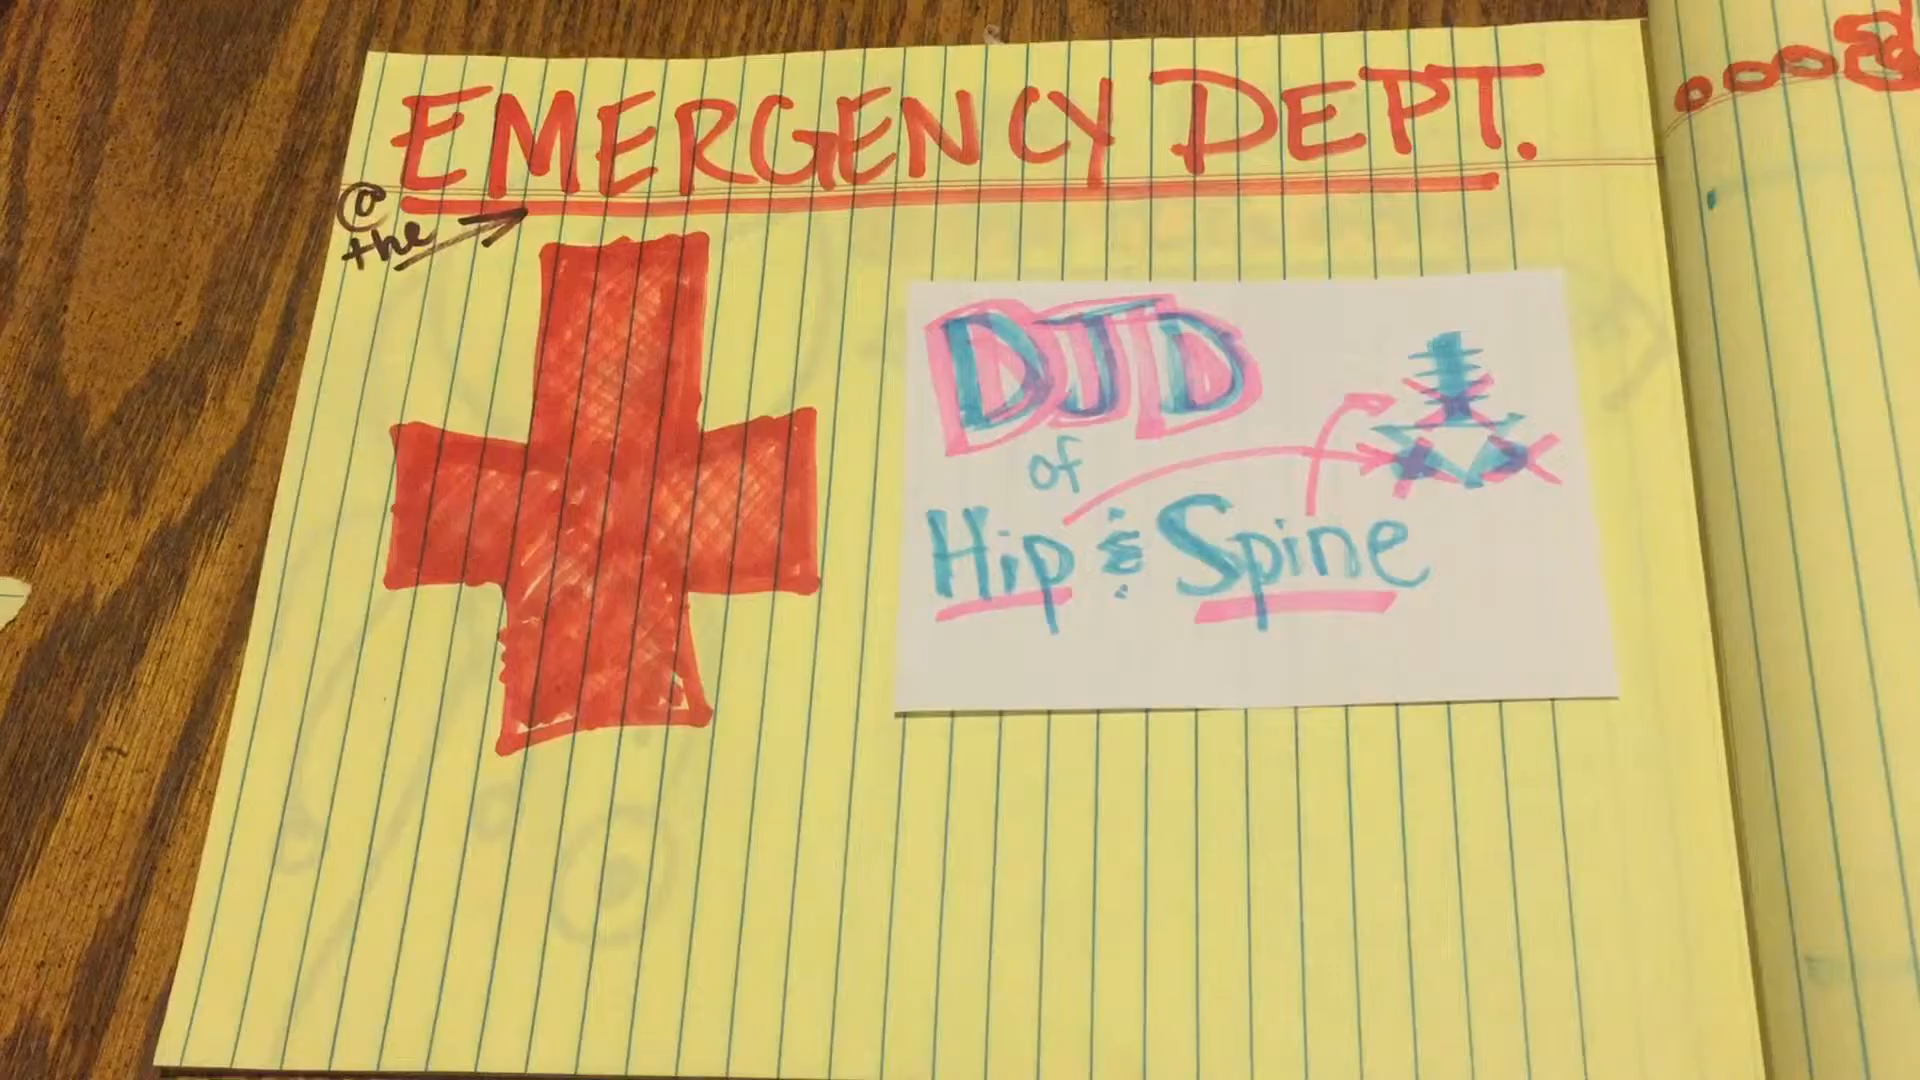 EMERGENCY DEPT.
@
the
DJD
of
Hip & Spine